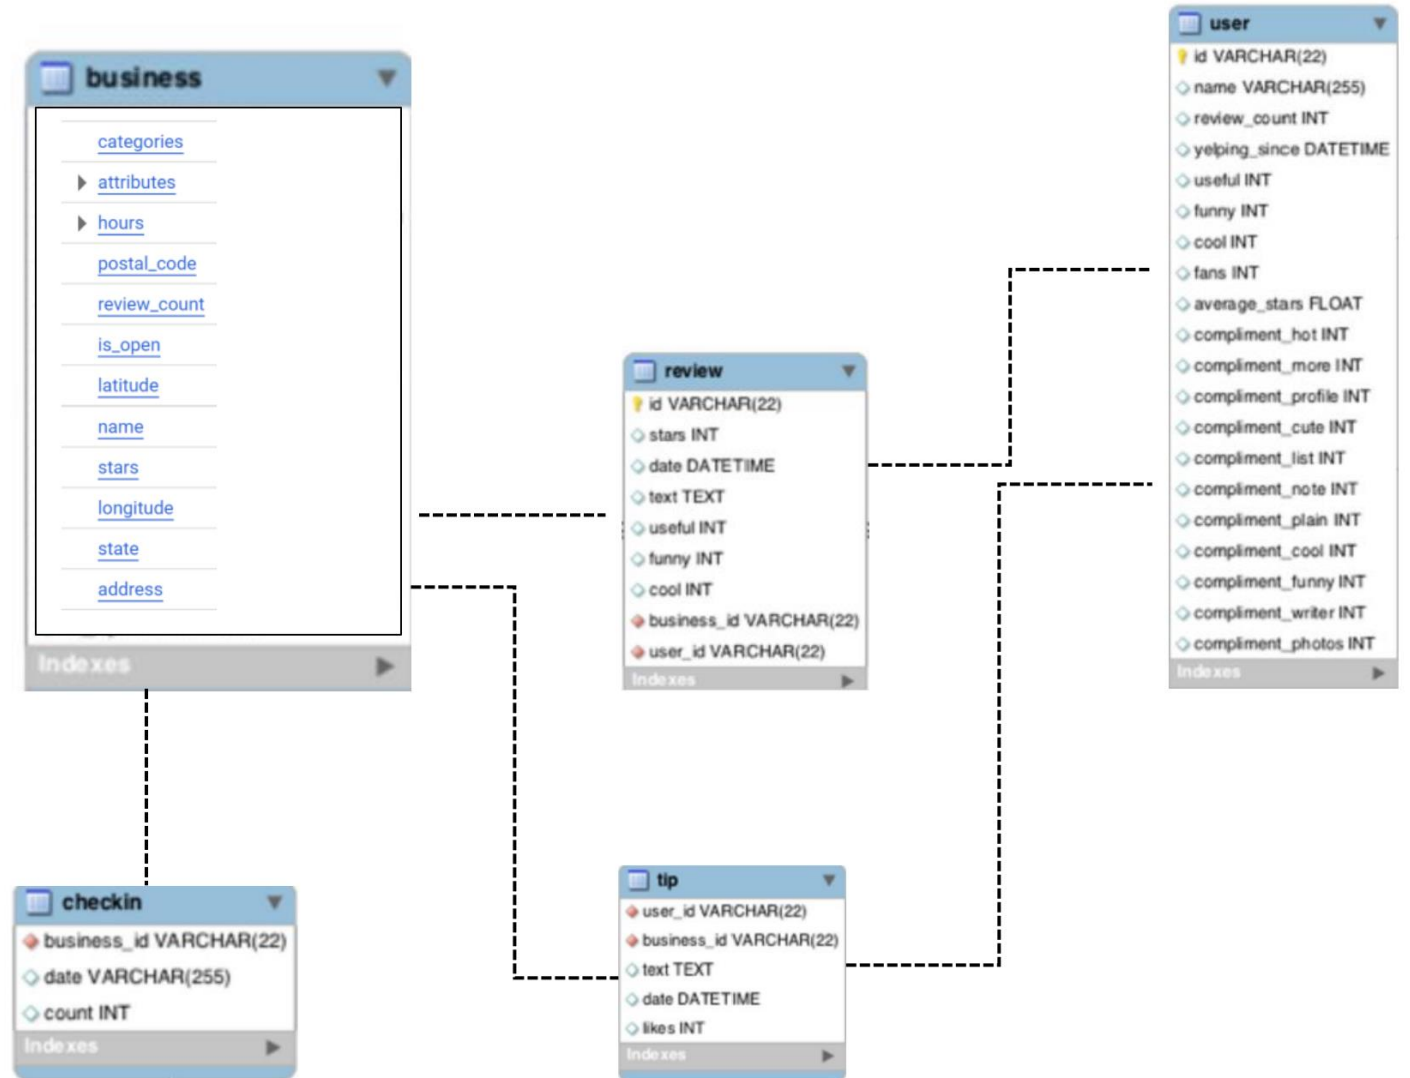 business
categories
attributes
hours
postal_code
review_count
is_open
latitude
name
stars
longitude
state
address
Indexes
checkin
business_id VARCHAR(22)
date VARCHAR(255)
count INT
Indexes
review
id VARCHAR(22)
stars INT
date DATETIME
text TEXT
useful INT
funny INT
cool INT
business_id VARCHAR(22)
user_id VARCHAR(22)
Indexes
tip
user_id VARCHAR(22)
business_id VARCHAR(22)
text TEXT
date DATETIME
likes INT
Indexes
user
id VARCHAR(22)
name VARCHAR(255)
review_count INT
yelping_since DATETIME
useful INT
funny INT
cool INT
fans INT
average_stars FLOAT
compliment_hot INT
compliment_more INT
compliment_profile INT
compliment_cute INT
compliment_list INT
compliment_note INT
compliment_plain INT
compliment_cool INT
compliment_funny INT
compliment_writer INT
compliment_photos INT
Indexes